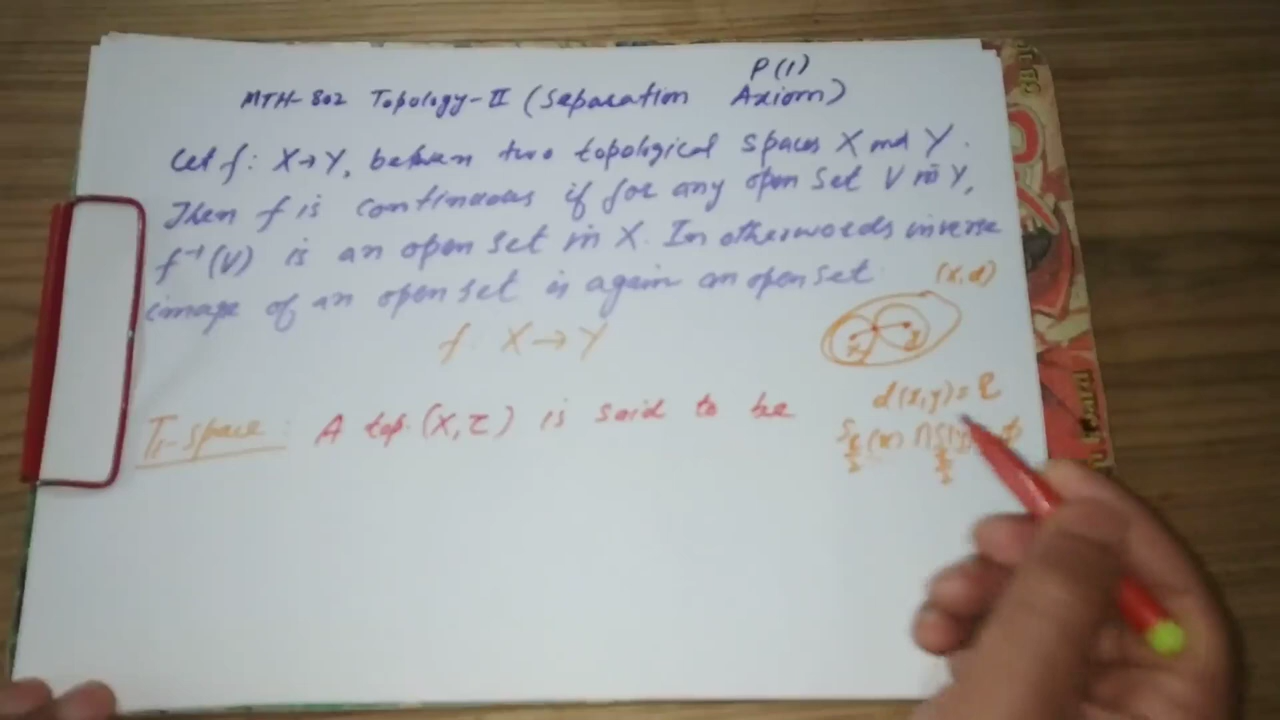 P(1)
MTH-802 Topology-II (Separation Axiom)
Let f: X→Y, between two topological spaces X and Y.
Then f is continuous if for any open set V in Y,
f⁻¹(V) is an open set in X. In otherwords inverse
image of an open set is again an open set.
(X,d)
f: X→Y
x
d(x,y)=ε
T₁-space: A top. (X,τ) is said to be